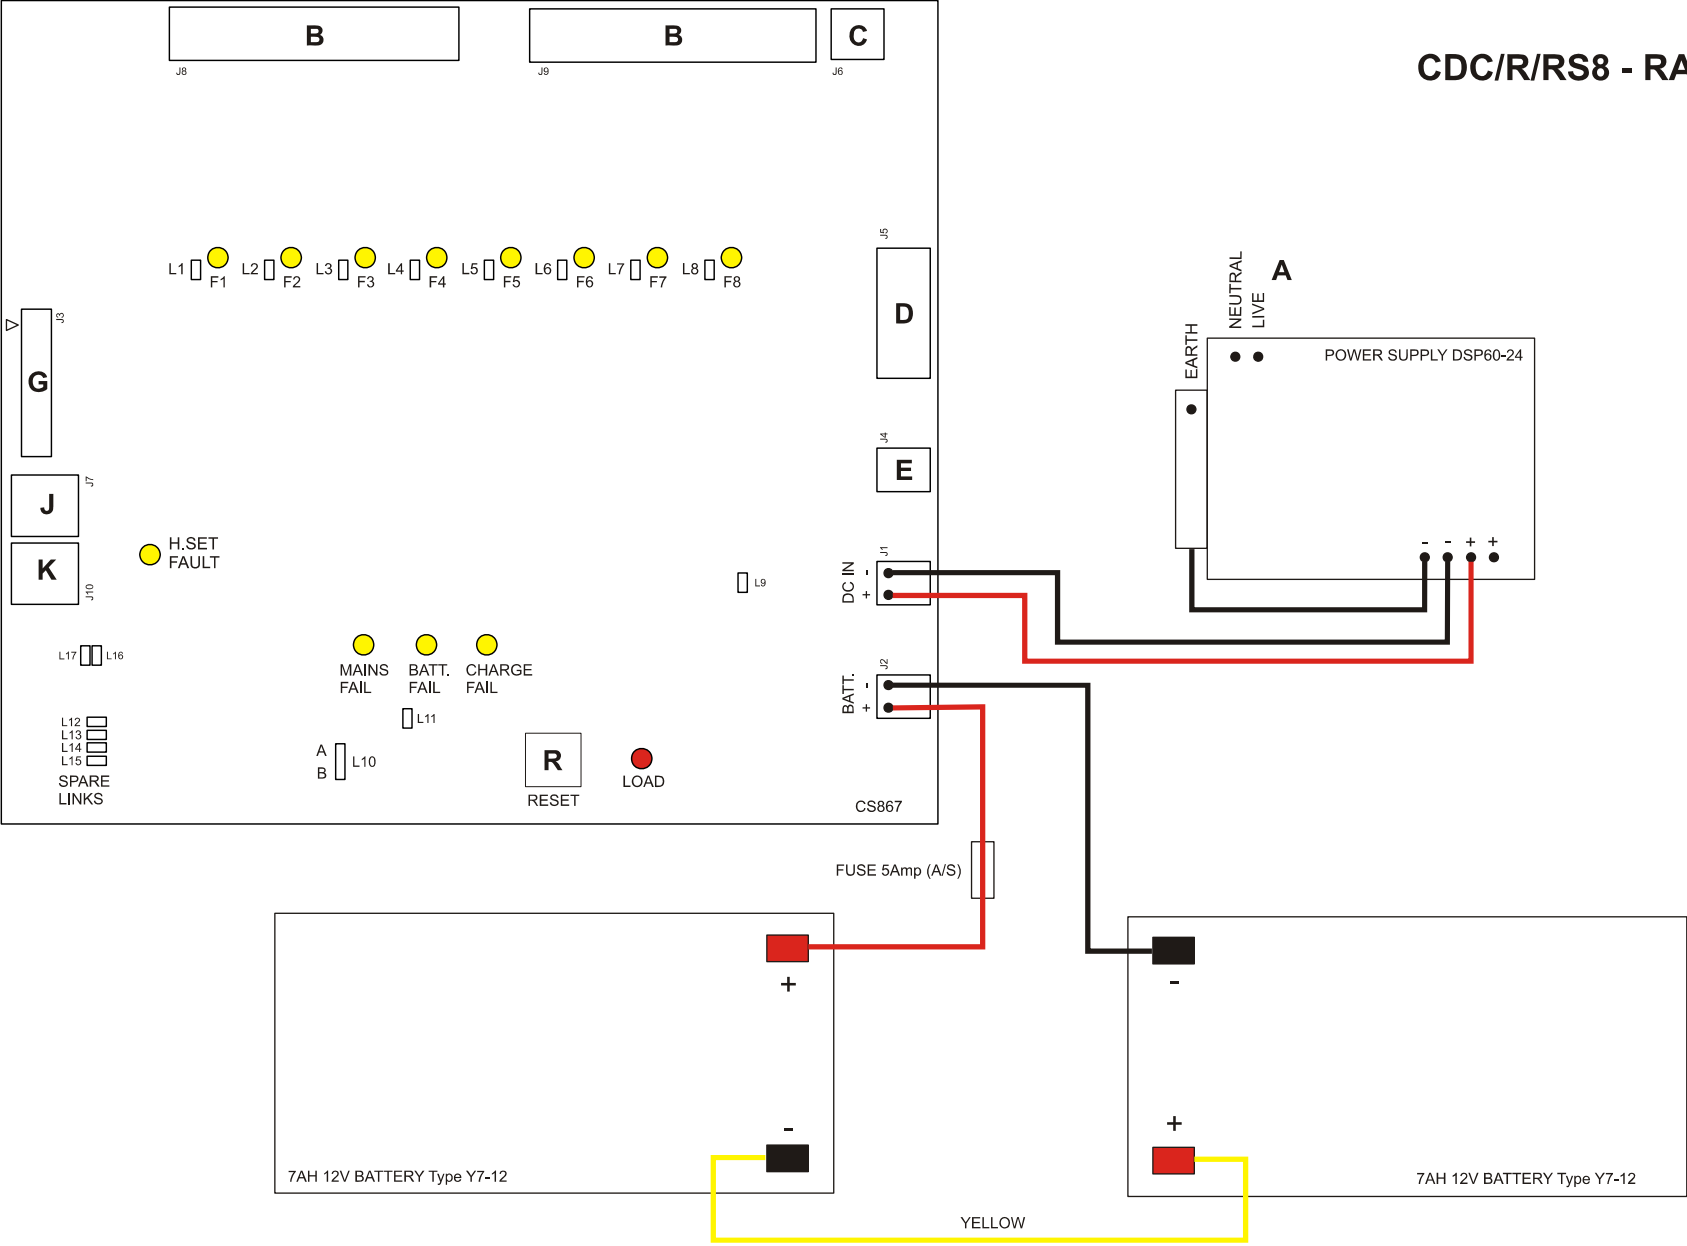 B
B
C
J8
J9
J6
CDC/R/RS8 - RA
J5
L1
F1
L2
F2
L3
F3
L4
F4
L5
F5
L6
F6
L7
F7
L8
F8
D
J3
G
NEUTRAL
LIVE
A
EARTH
POWER SUPPLY DSP60-24
J4
E
J7
J
K
J10
H.SET
FAULT
L9
J1
DC IN
-
+
- - + +
L17
L16
MAINS
FAIL
BATT.
FAIL
CHARGE
FAIL
J2
BATT.
-
+
L11
L12
L13
L14
L15
SPARE
LINKS
A
B
L10
R
RESET
LOAD
CS867
FUSE 5Amp (A/S)
+
-
-
+
7AH 12V BATTERY Type Y7-12
7AH 12V BATTERY Type Y7-12
YELLOW